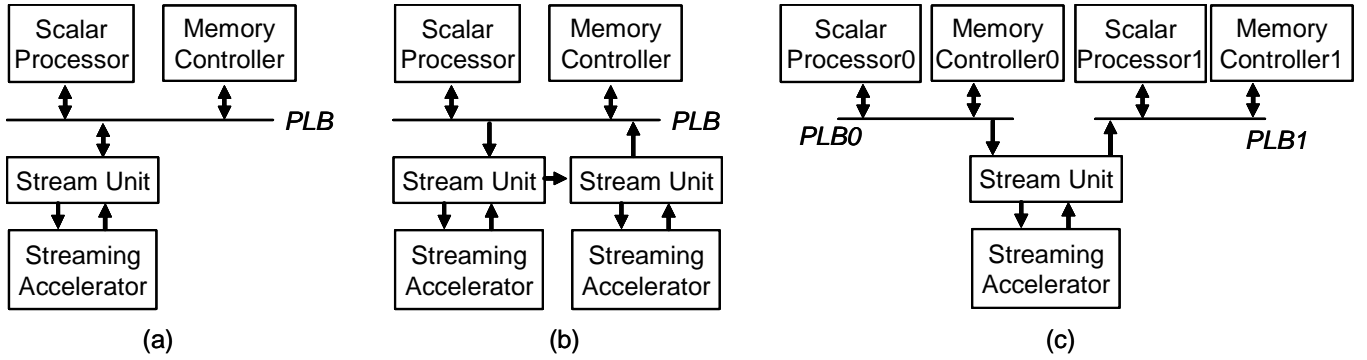 Scalar
Processor
Memory
Controller
PLB
Stream Unit
Streaming
Accelerator
(a)
Scalar
Processor
Memory
Controller
PLB
Stream Unit
Stream Unit
Streaming
Accelerator
Streaming
Accelerator
(b)
Scalar
Processor0
Memory
Controller0
Scalar
Processor1
Memory
Controller1
PLB0
PLB1
Stream Unit
Streaming
Accelerator
(c)